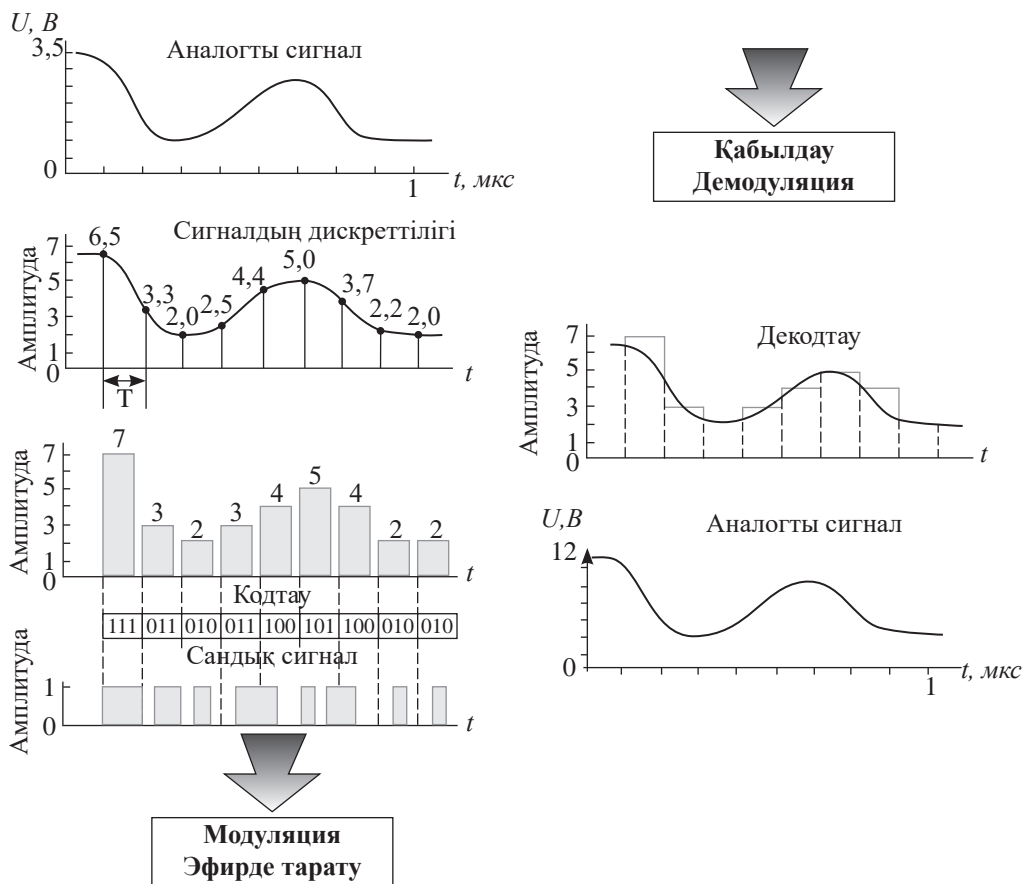 U, В
3,5
Аналогты сигнал
0
1
t, мкс
Сигналдың дискреттілігі
Амплитуда
7
5
3
1
0
6,5
3,3
2,0
2,5
4,4
5,0
3,7
2,2
2,0
t
T
Амплитуда
7
5
3
1
0
7
3
2
3
4
5
4
2
2
t
Кодтау
111 011 010 011 100 101 100 010 010
Сандық сигнал
Амплитуда
1
0
t
Модуляция
Эфирде тарату
Қабылдау
Демодуляция
Декодтау
Амплитуда
7
5
3
1
0
t
U,В
Аналогты сигнал
12
0
1
t, мкс